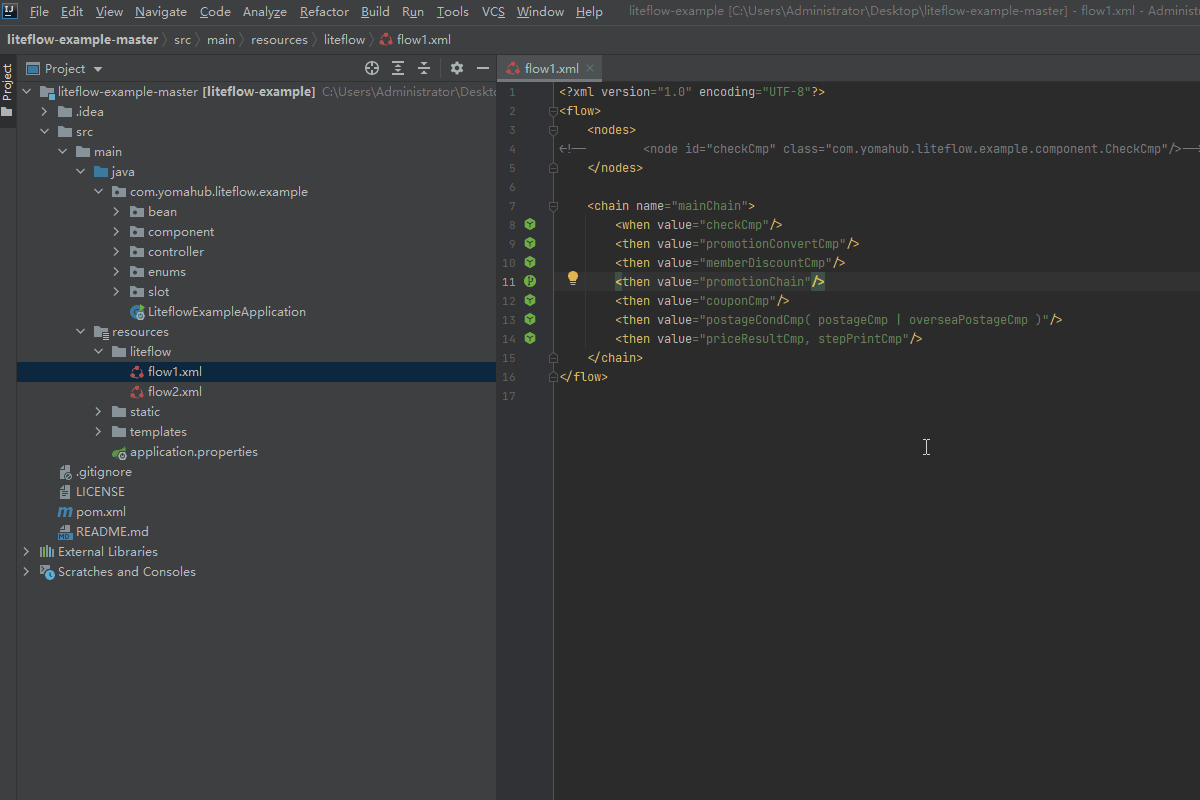 File Edit View Navigate Code Analyze Refactor Build Run Tools VCS Window Help liteflow-example [C:\Users\Administrator\Desktop\liteflow-example-master] - flow1.xml - Adminis
liteflow-example-master src main resources liteflow flow1.xml
Project
Project
flow1.xml
liteflow-example-master [liteflow-example] C:\Users\Administrator\Deskto
.idea
src
main
java
com.yomahub.liteflow.example
bean
component
controller
enums
slot
LiteflowExampleApplication
resources
liteflow
flow1.xml
flow2.xml
static
templates
application.properties
.gitignore
LICENSE
pom.xml
README.md
External Libraries
Scratches and Consoles
1 <?xml version="1.0" encoding="UTF-8"?>
2 <flow>
3 <nodes>
4 <!-- <node id="checkCmp" class="com.yomahub.liteflow.example.component.CheckCmp"/>-->
5 </nodes>
6
7 <chain name="mainChain">
8 <when value="checkCmp"/>
9 <then value="promotionConvertCmp"/>
10 <then value="memberDiscountCmp"/>
11 <then value="promotionChain"/>
12 <then value="couponCmp"/>
13 <then value="postageCondCmp( postageCmp | overseaPostageCmp )"/>
14 <then value="priceResultCmp, stepPrintCmp"/>
15 </chain>
16 </flow>
17